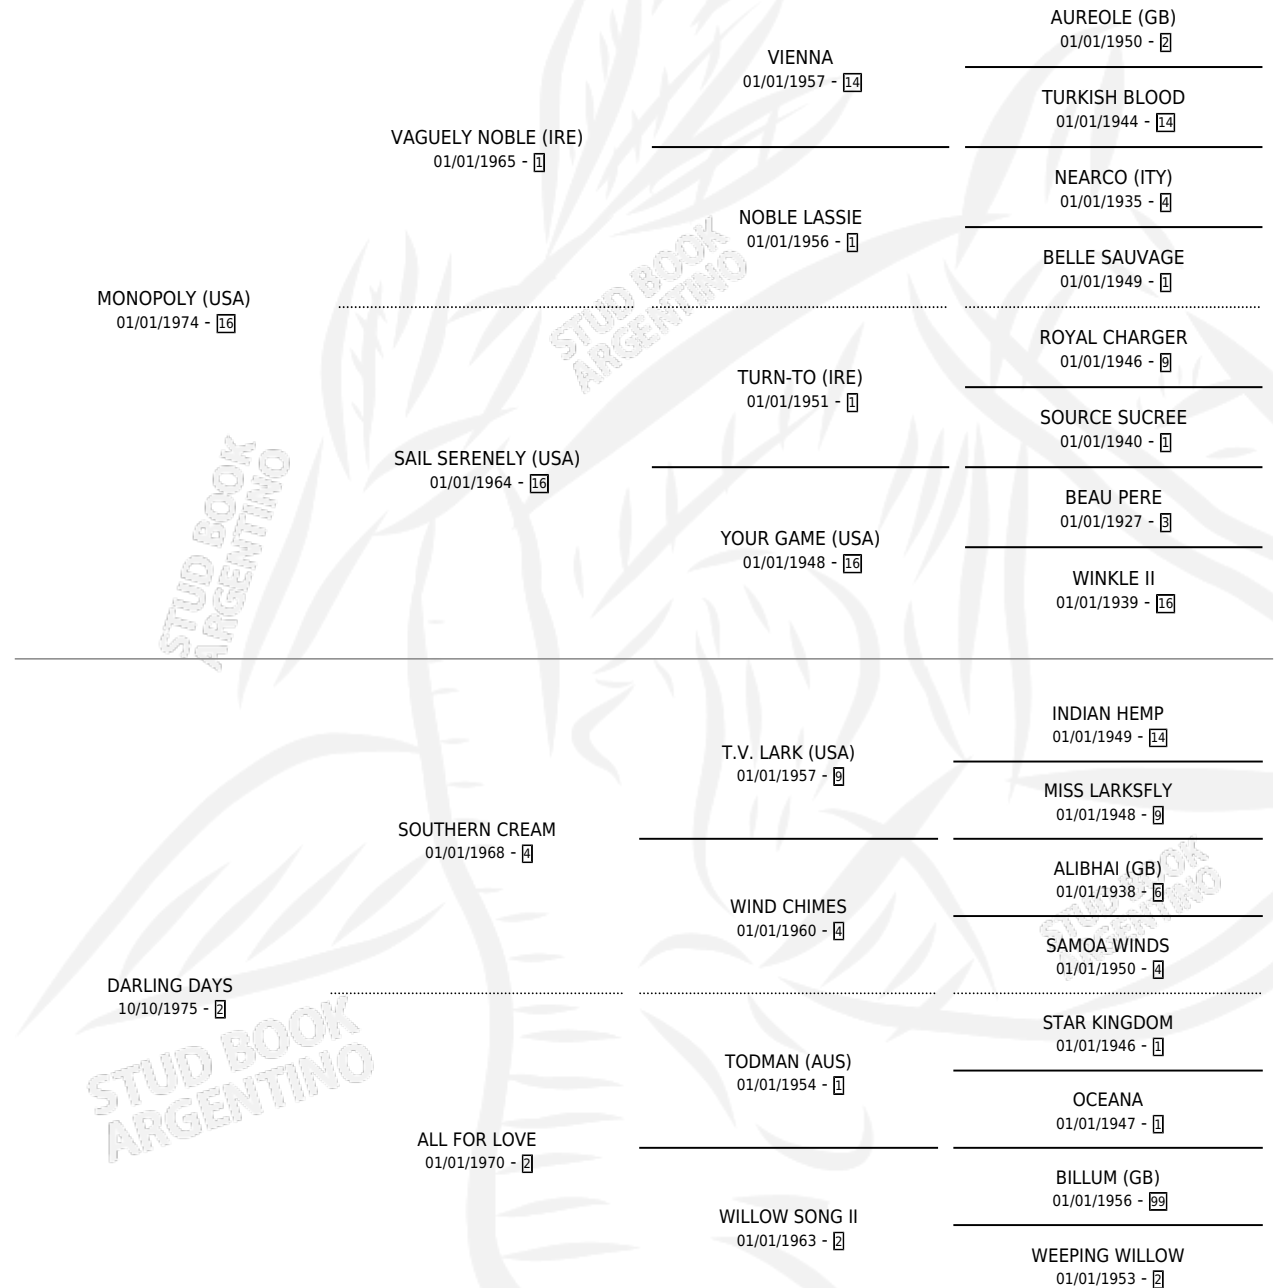 AUREOLE (GB)
01/01/1950 - 2
VIENNA
01/01/1957 - 14
TURKISH BLOOD
01/01/1944 - 14
VAGUELY NOBLE (IRE)
01/01/1965 - 1
NEARCO (ITY)
01/01/1935 - 4
NOBLE LASSIE
01/01/1956 - 1
BELLE SAUVAGE
01/01/1949 - 1
MONOPOLY (USA)
01/01/1974 - 16
ROYAL CHARGER
01/01/1946 - 9
TURN-TO (IRE)
01/01/1951 - 1
SOURCE SUCREE
01/01/1940 - 1
SAIL SERENELY (USA)
01/01/1964 - 16
BEAU PERE
01/01/1927 - 3
YOUR GAME (USA)
01/01/1948 - 16
WINKLE II
01/01/1939 - 16
INDIAN HEMP
01/01/1949 - 14
T.V. LARK (USA)
01/01/1957 - 9
MISS LARKSFLY
01/01/1948 - 9
SOUTHERN CREAM
01/01/1968 - 4
ALIBHAI (GB)
01/01/1938 - 6
WIND CHIMES
01/01/1960 - 4
SAMOA WINDS
01/01/1950 - 4
DARLING DAYS
10/10/1975 - 2
STAR KINGDOM
01/01/1946 - 1
TODMAN (AUS)
01/01/1954 - 1
OCEANA
01/01/1947 - 1
ALL FOR LOVE
01/01/1970 - 2
BILLUM (GB)
01/01/1956 - 99
WILLOW SONG II
01/01/1963 - 2
WEEPING WILLOW
01/01/1953 - 2
STUD BOOK
ARGENTINO
STUD BOOK
ARGENTINO
STUD BOOK
ARGENTINO
STUD BOOK
ARGENTINO